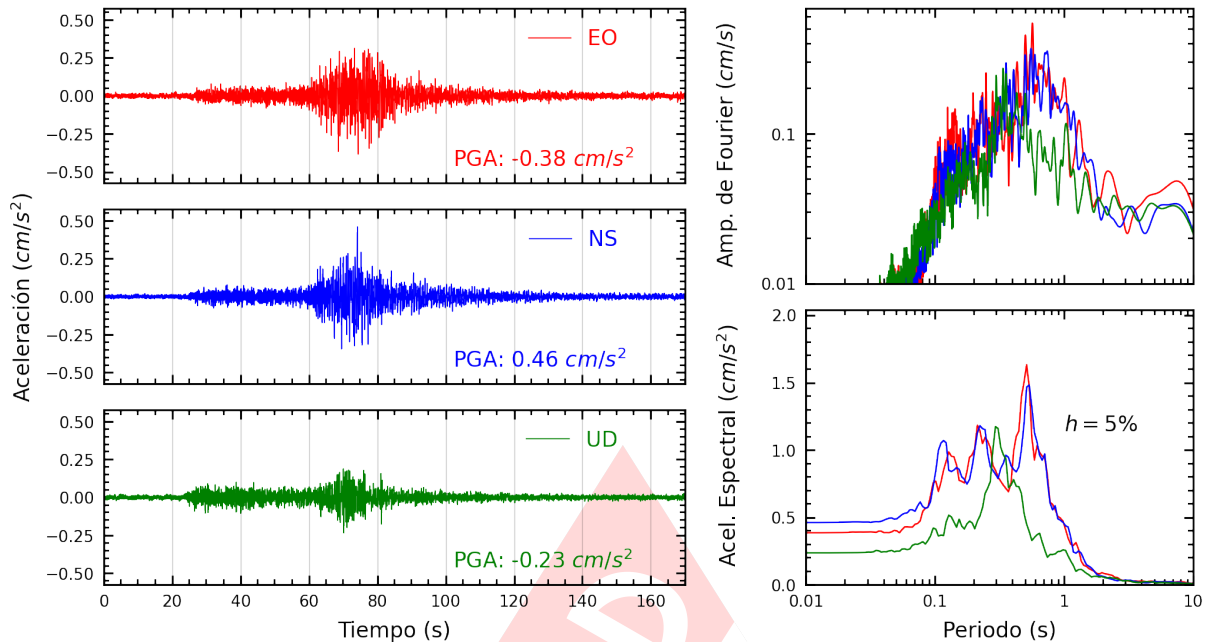 Aceleración (cm/s²)
0.50
0.25
0.00
-0.25
-0.50
EO
PGA: -0.38 cm/s²
0.50
0.25
0.00
-0.25
-0.50
NS
PGA: 0.46 cm/s²
0.50
0.25
0.00
-0.25
-0.50
UD
PGA: -0.23 cm/s²
0 20 40 60 80 100 120 140 160
Tiempo (s)
Amp. de Fourier (cm/s)
0.1
0.01
Acel. Espectral (cm/s²)
2.0
1.5
1.0
0.5
0.0
h = 5%
0.01 0.1 1 10
Periodo (s)